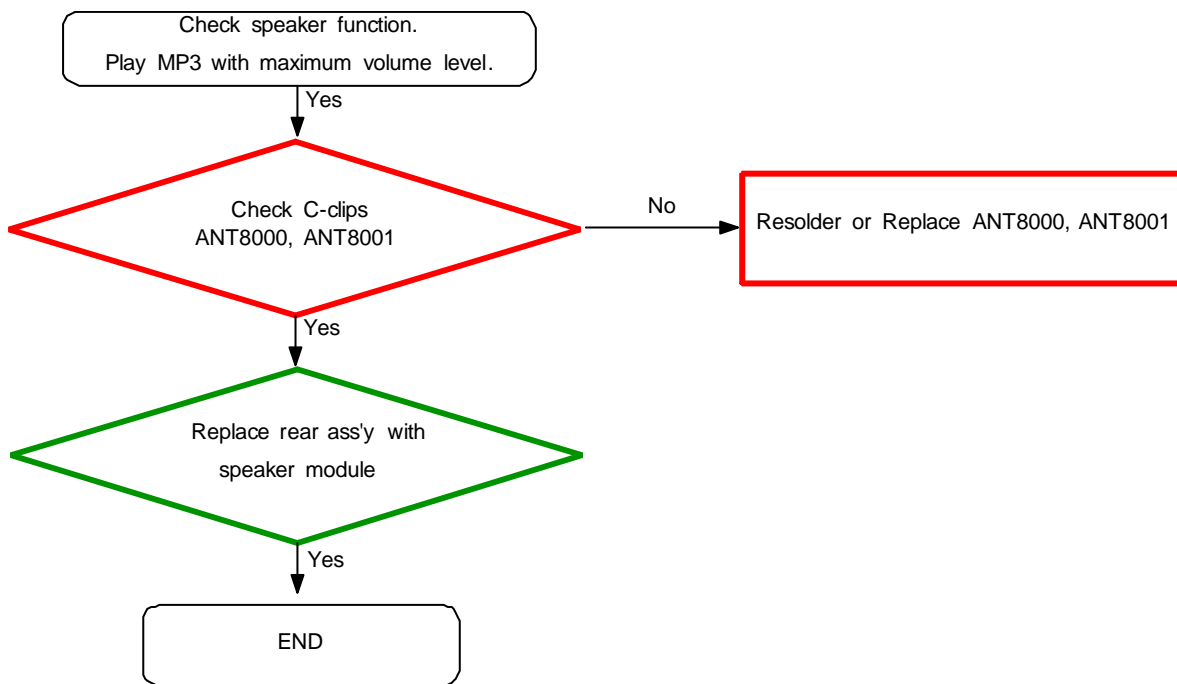 Check speaker function.
Play MP3 with maximum volume level.
Yes
Check C-clips
ANT8000, ANT8001
No
Resolder or Replace ANT8000, ANT8001
Yes
Replace rear ass'y with
speaker module
Yes
END